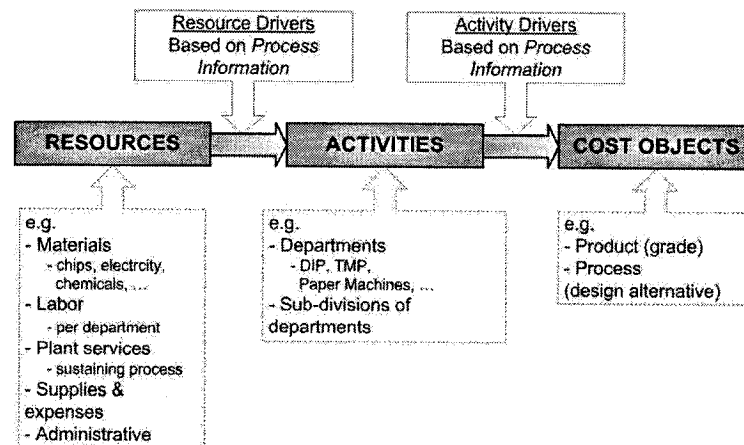 Resource Drivers
Based on Process
Information
Activity Drivers
Based on Process
Information
RESOURCES
ACTIVITIES
COST OBJECTS
e.g.
- Materials
- chips, electrcity,
chemicals, ...
- Labor
- per department
- Plant services
- sustaining process
- Supplies &
expenses
- Administrative
e.g.
- Departments
- DIP, TMP,
Paper Machines, ...
- Sub-divisions of
departments
e.g.
- Product (grade)
- Process
(design alternative)